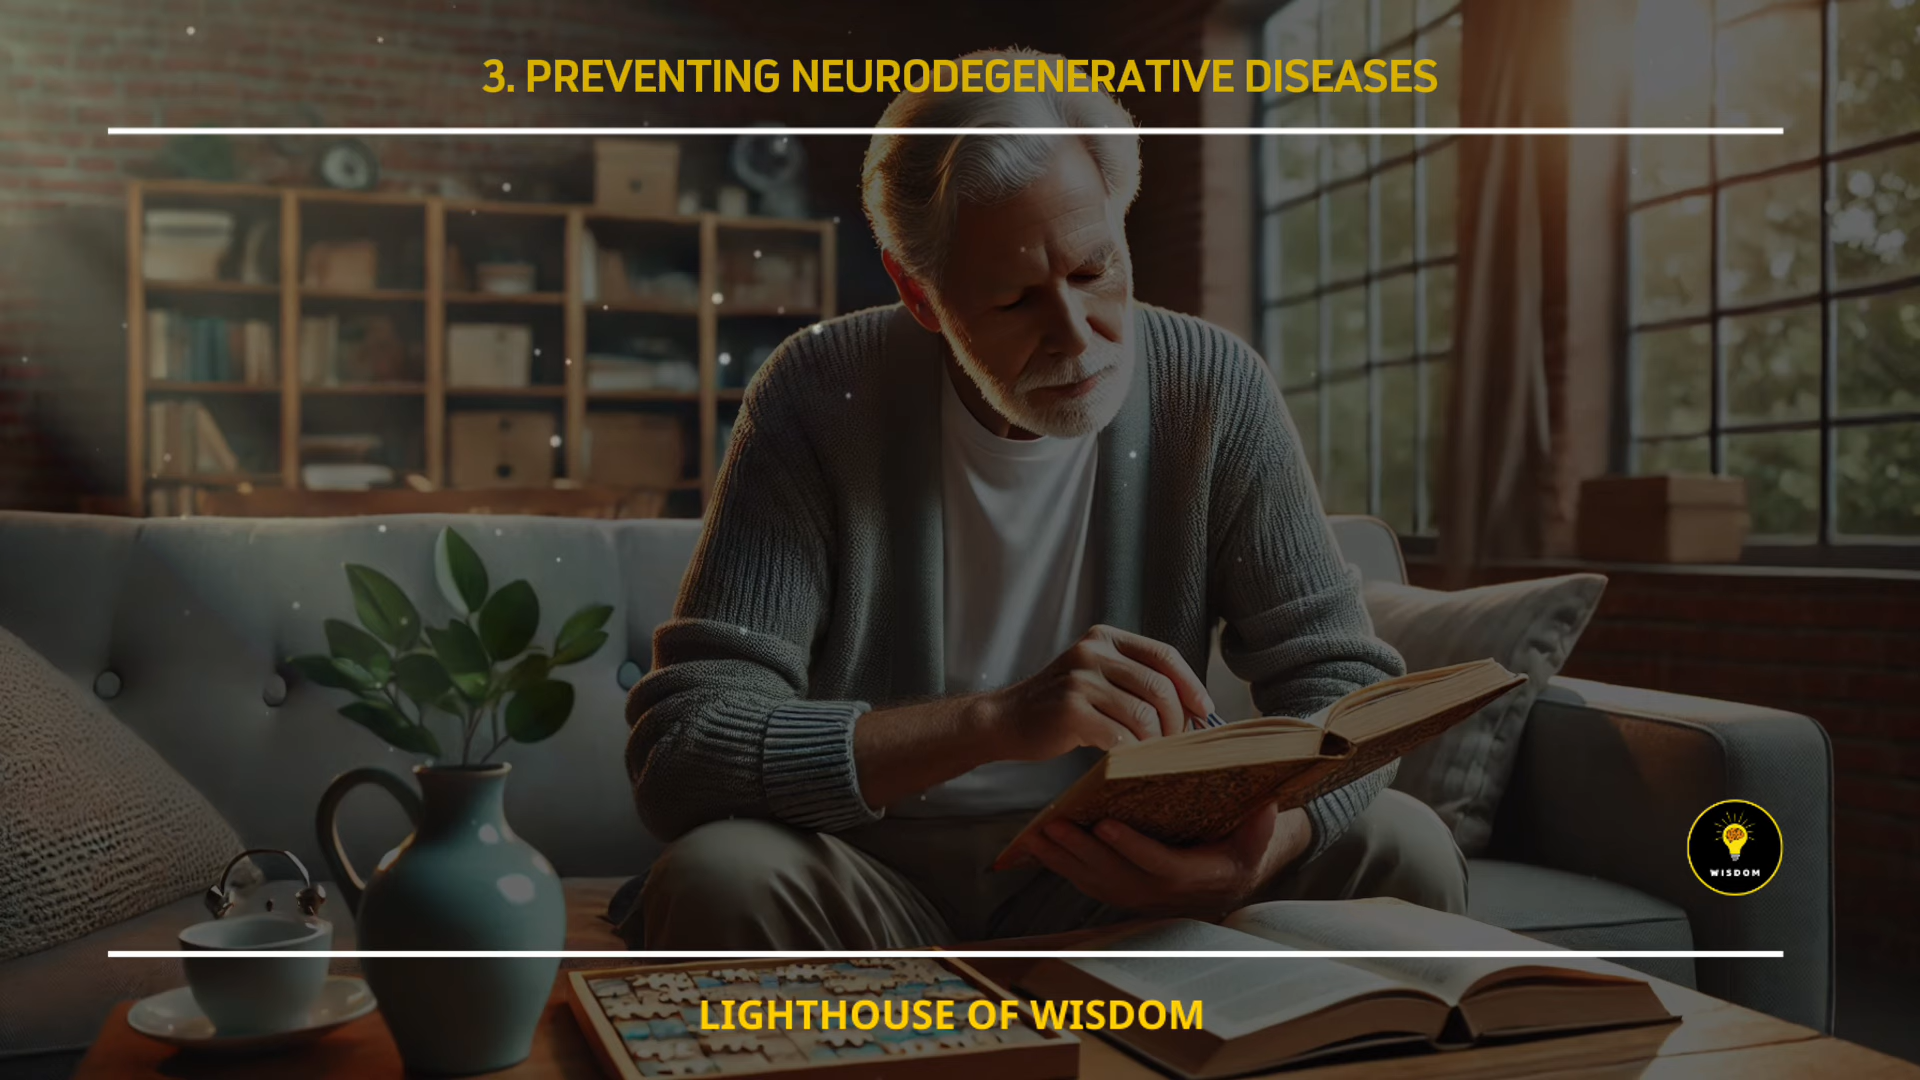 3. PREVENTING NEURODEGENERATIVE DISEASES
WISDOM
LIGHTHOUSE OF WISDOM